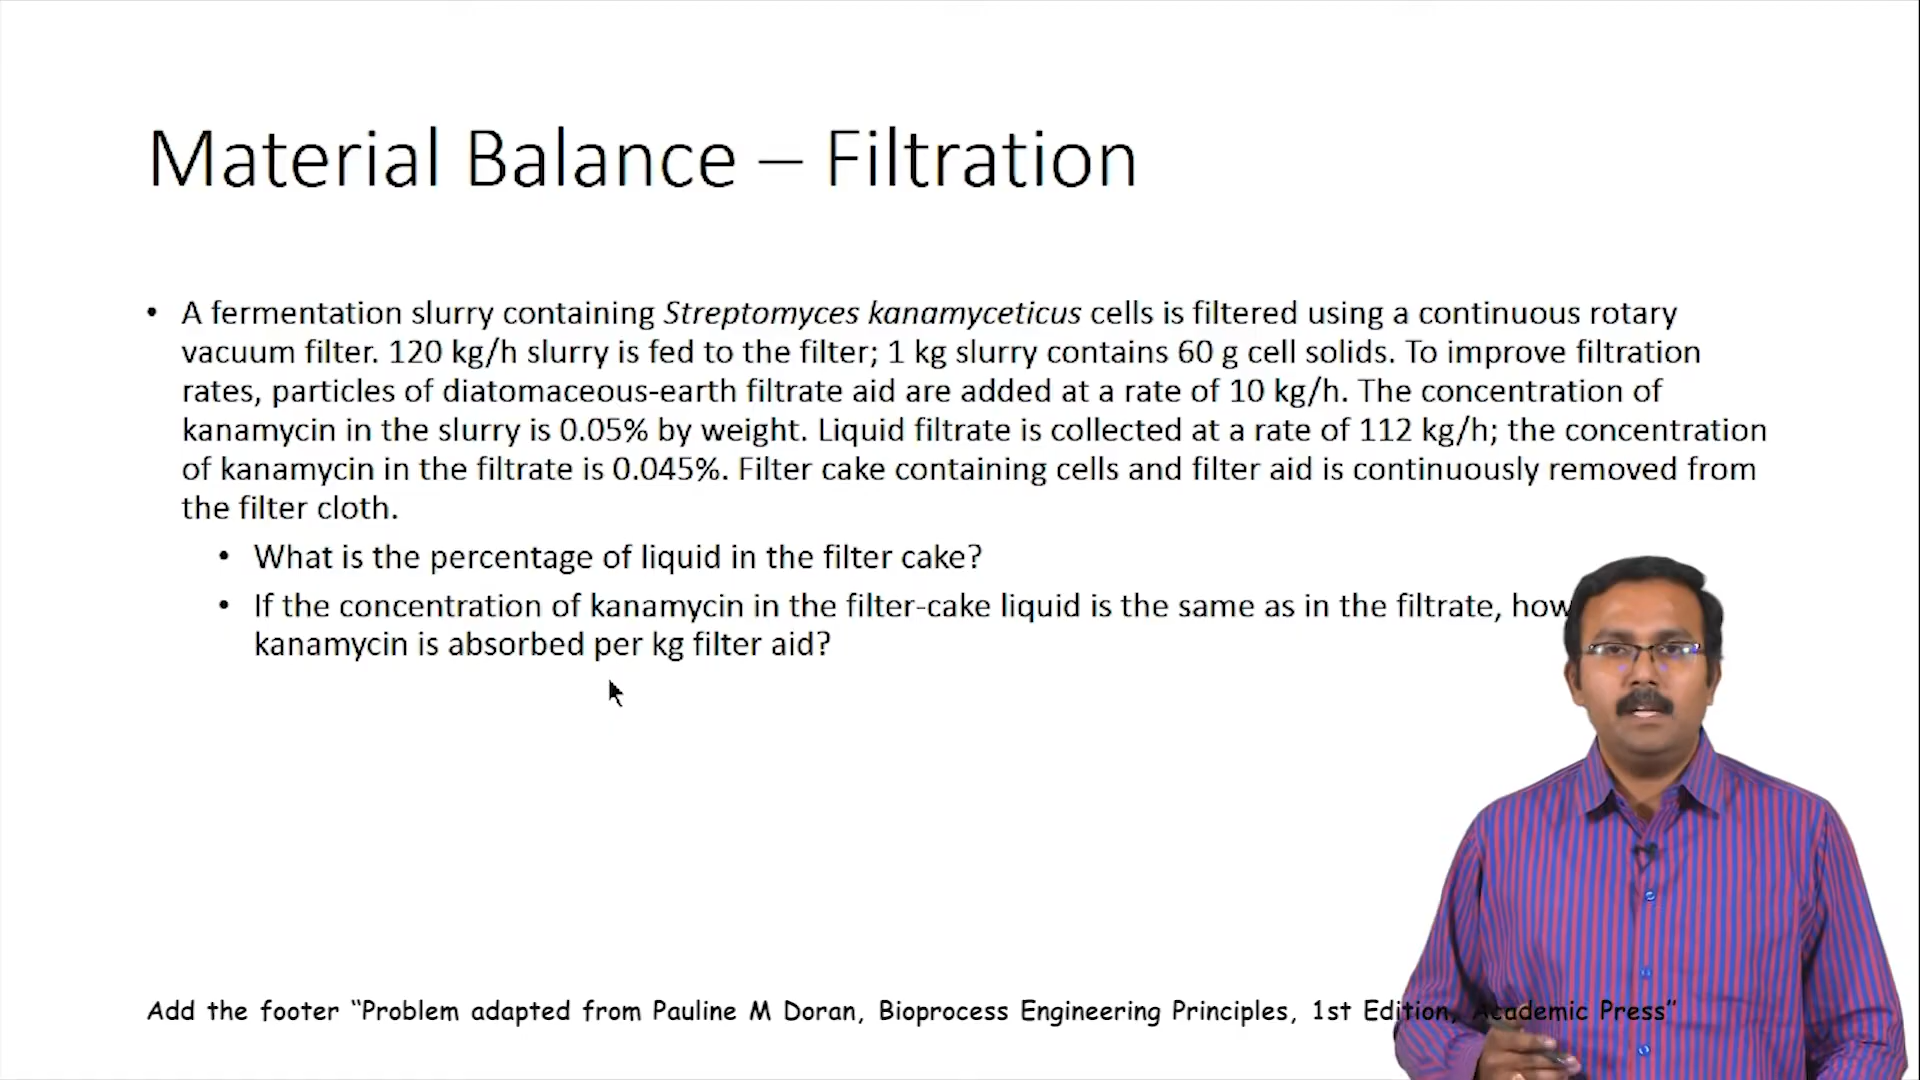 Material Balance – Filtration
• A fermentation slurry containing Streptomyces kanamyceticus cells is filtered using a continuous rotary
vacuum filter. 120 kg/h slurry is fed to the filter; 1 kg slurry contains 60 g cell solids. To improve filtration
rates, particles of diatomaceous-earth filtrate aid are added at a rate of 10 kg/h. The concentration of
kanamycin in the slurry is 0.05% by weight. Liquid filtrate is collected at a rate of 112 kg/h; the concentration
of kanamycin in the filtrate is 0.045%. Filter cake containing cells and filter aid is continuously removed from
the filter cloth.
• What is the percentage of liquid in the filter cake?
• If the concentration of kanamycin in the filter-cake liquid is the same as in the filtrate, how
kanamycin is absorbed per kg filter aid?
Add the footer “Problem adapted from Pauline M Doran, Bioprocess Engineering Principles, 1st Edition, Academic Press”